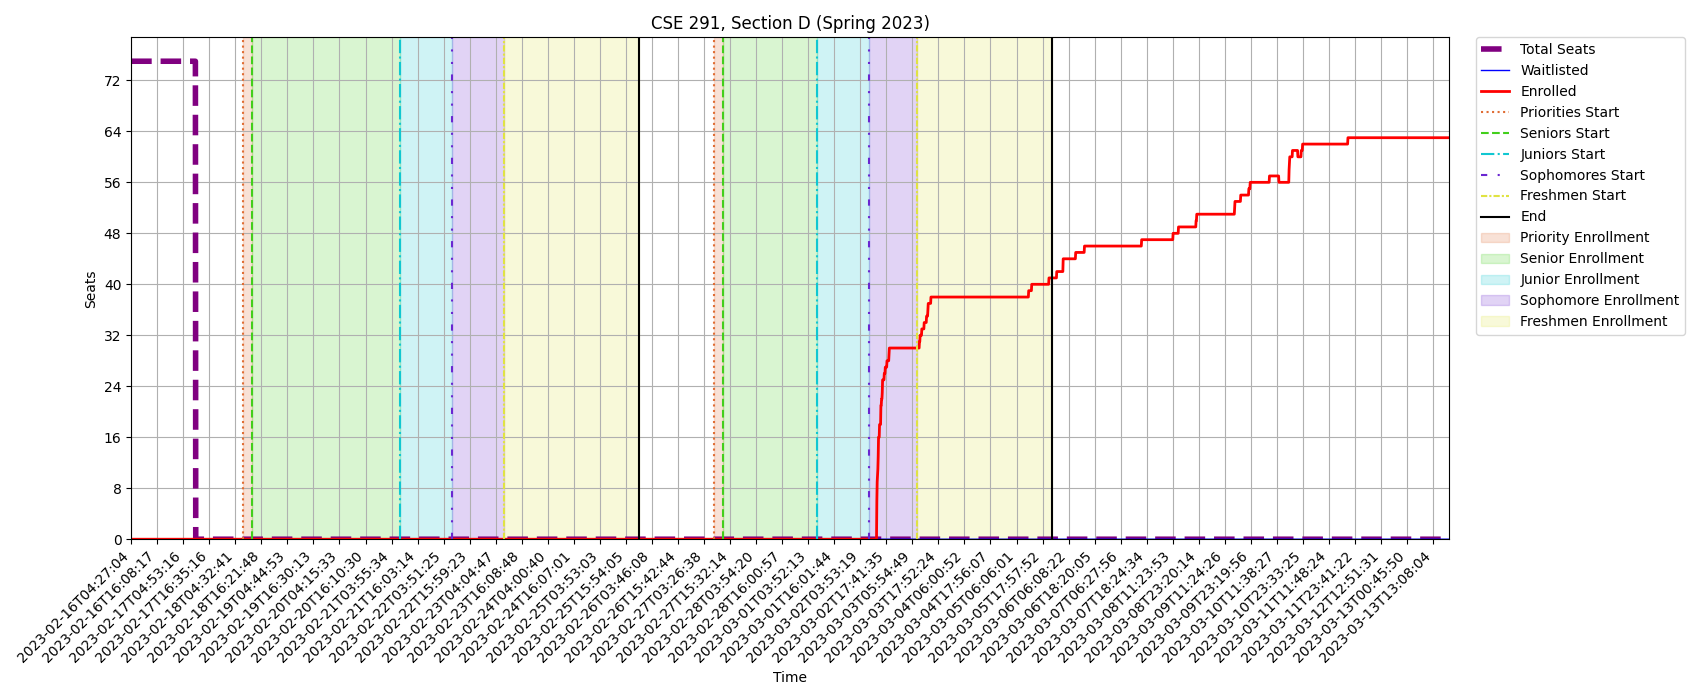 CSE 291, Section D (Spring 2023)
Seats
72
64
56
48
40
32
24
16
8
0
2023-02-16T04:27:04
2023-02-16T16:08:17
2023-02-17T04:53:16
2023-02-17T16:35:16
2023-02-18T04:32:41
2023-02-18T16:21:48
2023-02-19T04:44:53
2023-02-19T16:30:13
2023-02-20T04:15:33
2023-02-20T16:10:30
2023-02-21T03:55:34
2023-02-21T16:03:14
2023-02-22T03:51:25
2023-02-22T15:59:23
2023-02-23T04:04:47
2023-02-23T16:08:48
2023-02-24T04:00:40
2023-02-24T16:07:01
2023-02-25T03:53:03
2023-02-25T15:54:05
2023-02-26T03:46:08
2023-02-26T15:42:44
2023-02-27T03:26:38
2023-02-27T15:32:14
2023-02-28T03:54:20
2023-02-28T16:00:57
2023-03-01T03:52:13
2023-03-01T16:01:44
2023-03-02T03:53:19
2023-03-02T17:41:35
2023-03-03T05:54:49
2023-03-03T17:52:24
2023-03-04T06:00:52
2023-03-04T17:56:07
2023-03-05T06:06:01
2023-03-05T17:57:52
2023-03-06T06:08:22
2023-03-06T18:20:05
2023-03-07T06:27:56
2023-03-07T18:24:34
2023-03-08T11:23:53
2023-03-08T23:20:14
2023-03-09T11:24:26
2023-03-09T23:19:56
2023-03-10T11:38:27
2023-03-10T23:33:25
2023-03-11T11:48:24
2023-03-11T23:41:22
2023-03-12T12:51:31
2023-03-13T00:45:50
2023-03-13T13:08:04
Time
Total Seats
Waitlisted
Enrolled
Priorities Start
Seniors Start
Juniors Start
Sophomores Start
Freshmen Start
End
Priority Enrollment
Senior Enrollment
Junior Enrollment
Sophomore Enrollment
Freshmen Enrollment